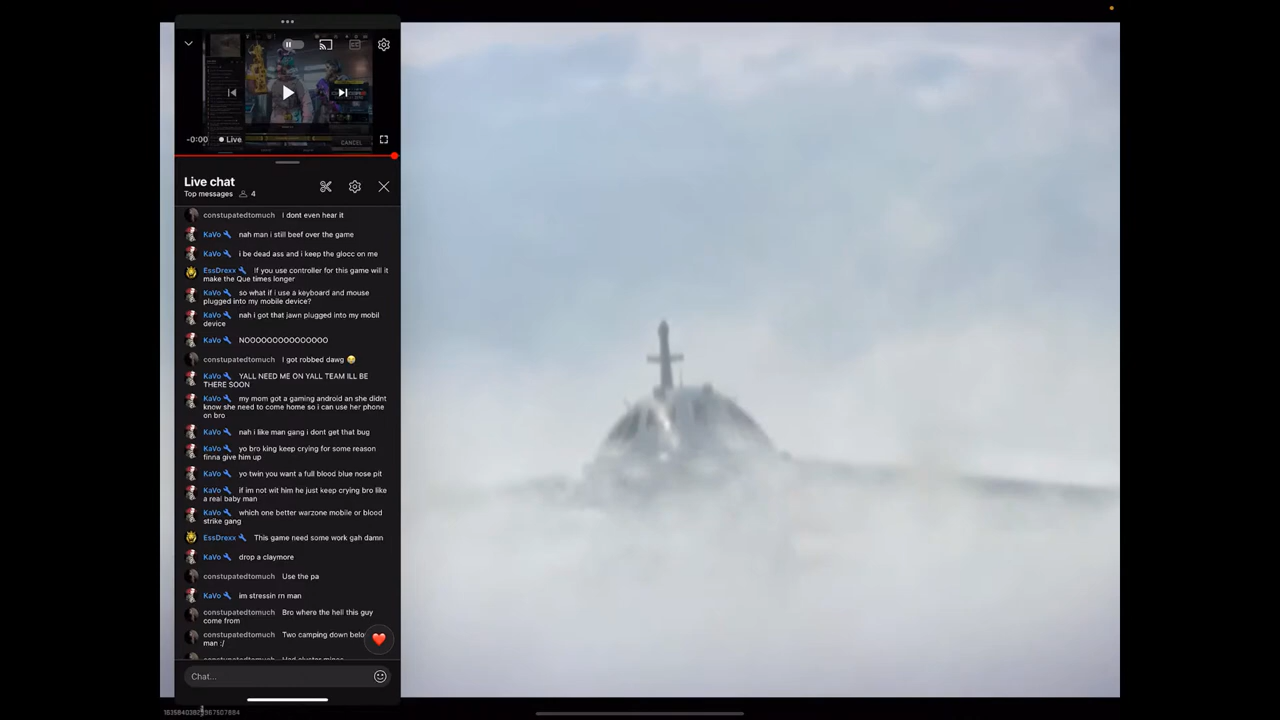 CANCEL
-0:00 Live
Live chat
Top messages 4
constupatedtomuch I dont even hear it
KaVo nah man i still beef over the game
KaVo i be dead ass and i keep the glocc on me
EssDrexx If you use controller for this game will it
make the Que times longer
KaVo so what if i use a keyboard and mouse
plugged into my mobile device?
KaVo nah i got that jawn plugged into my mobil
device
KaVo NOOOOOOOOOOOOOOO
constupatedtomuch I got robbed dawg 😢
KaVo YALL NEED ME ON YALL TEAM ILL BE
THERE SOON
KaVo my mom got a gaming android an she didnt
know she need to come home so i can use her phone
on bro
KaVo nah i like man gang i dont get that bug
KaVo yo bro king keep crying for some reason
finna give him up
KaVo yo twin you want a full blood blue nose pit
KaVo if im not wit him he just keep crying bro like
a real baby man
KaVo which one better warzone mobile or blood
strike gang
EssDrexx This game need some work gah damn
KaVo drop a claymore
constupatedtomuch Use the pa
KaVo im stressin rn man
constupatedtomuch Bro where the hell this guy
come from
constupatedtomuch Two camping down belo
man :/
Chat...